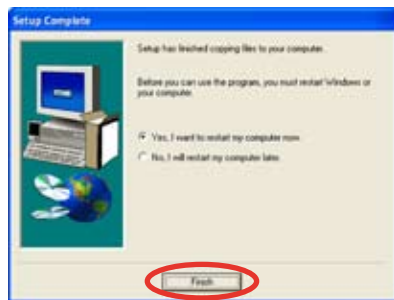 Setup Complete
Setup has finished copying files to your computer.
Before you can use the program, you must restart Windows or
your computer.
Yes, I want to restart my computer now.
No, I will restart my computer later.
Finish